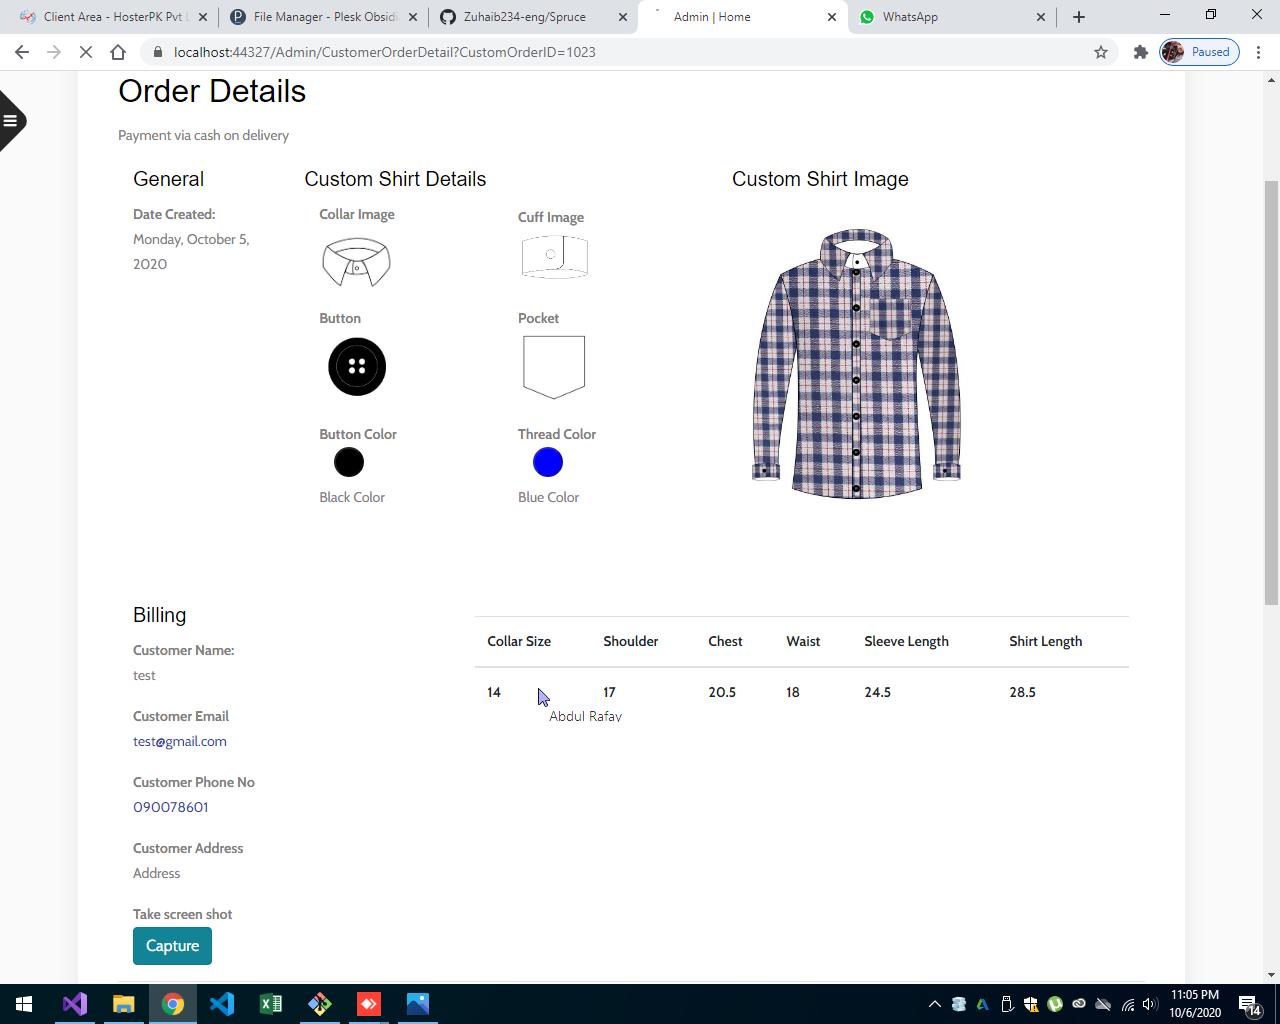 Client Area - HosterPK Pvt L
File Manager - Plesk Obsidi
Zuhaib234-eng/Spruce
Admin | Home
WhatsApp
localhost:44327/Admin/CustomerOrderDetail?CustomOrderID=1023
Paused
Order Details
Payment via cash on delivery
General
Custom Shirt Details
Custom Shirt Image
Date Created:
Monday, October 5,
2020
Collar Image
Cuff Image
Button
Pocket
Button Color
Thread Color
Black Color
Blue Color
Billing
Customer Name:
test
Customer Email
test@gmail.com
Customer Phone No
090078601
Customer Address
Address
Take screen shot
Capture
Collar Size Shoulder Chest Waist Sleeve Length Shirt Length
14 17 20.5 18 24.5 28.5
Abdul Rafay
11:05 PM
10/6/2020
14